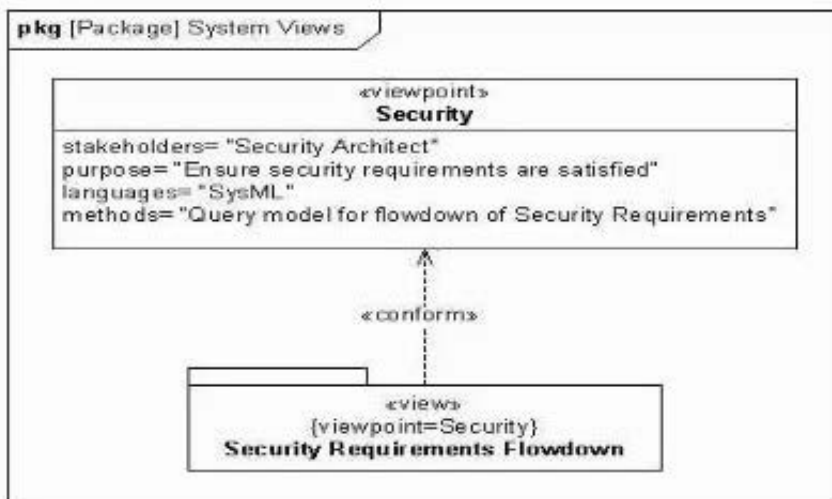 pkg [Package] System Views
«viewpoint»
Security
stakeholders= "Security Architect"
purpose= "Ensure security requirements are satisfied"
languages= "SysML"
methods= "Query model for flowdown of Security Requirements"
«conform»
«view»
{viewpoint=Security}
Security Requirements Flowdown